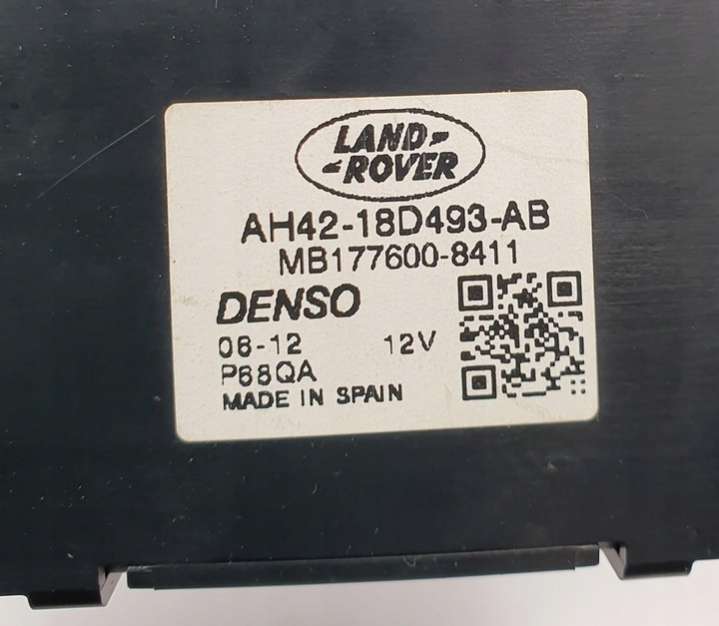 LAND-
-ROVER
AH42-18D493-AB
MB177600-8411
DENSO
06-12 12V
P68QA
MADE IN SPAIN